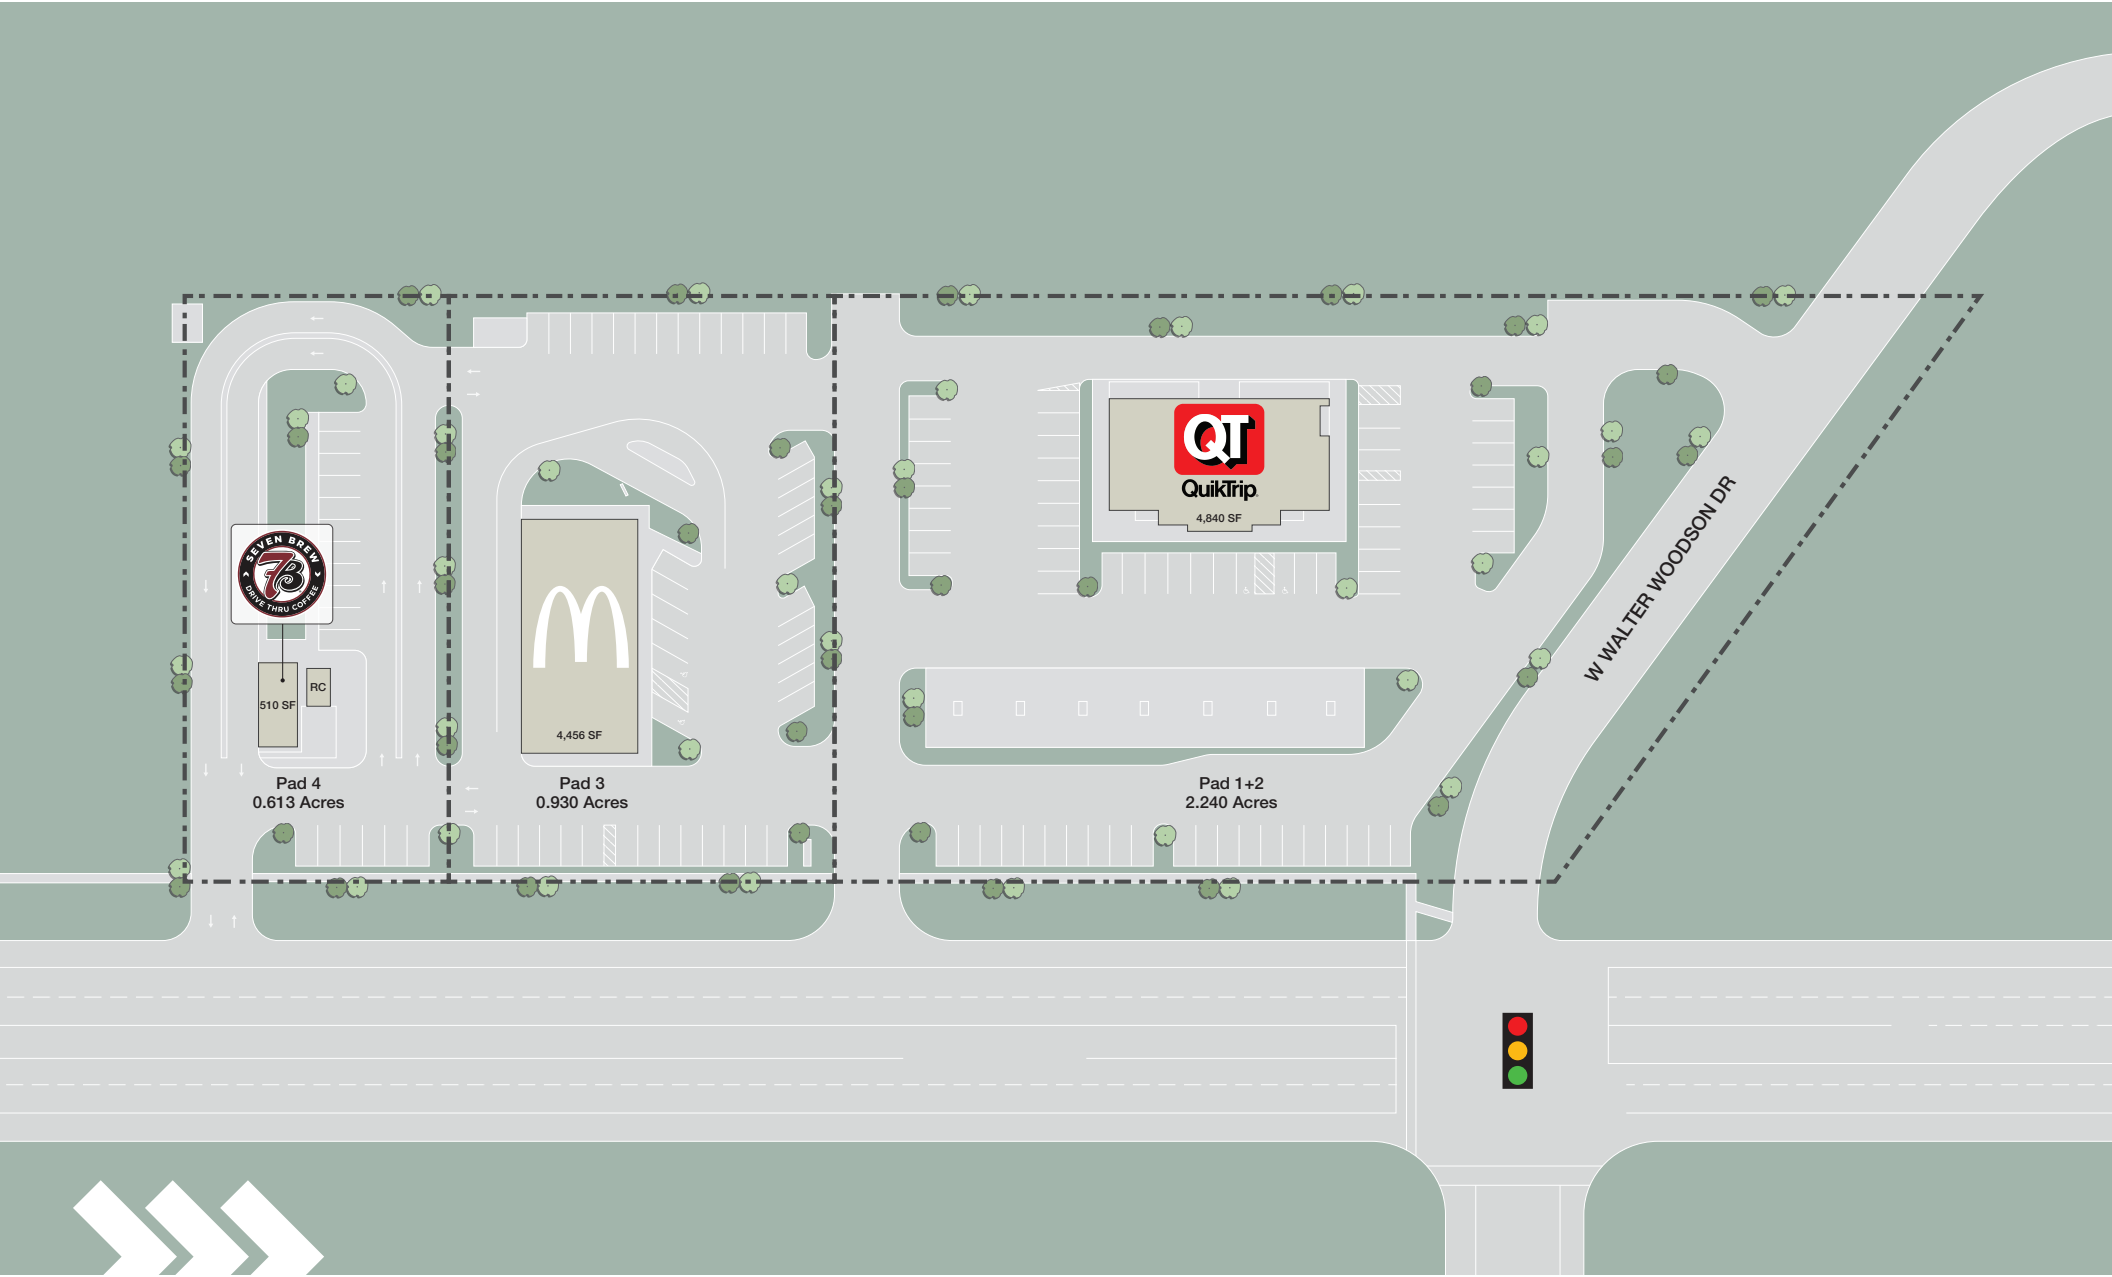 SEVEN BREW
7B
DRIVE THRU COFFEE
510 SF
RC
Pad 4
0.613 Acres
4,456 SF
Pad 3
0.930 Acres
QT
QuikTrip
4,840 SF
Pad 1+2
2.240 Acres
W WALTER WOODSON DR